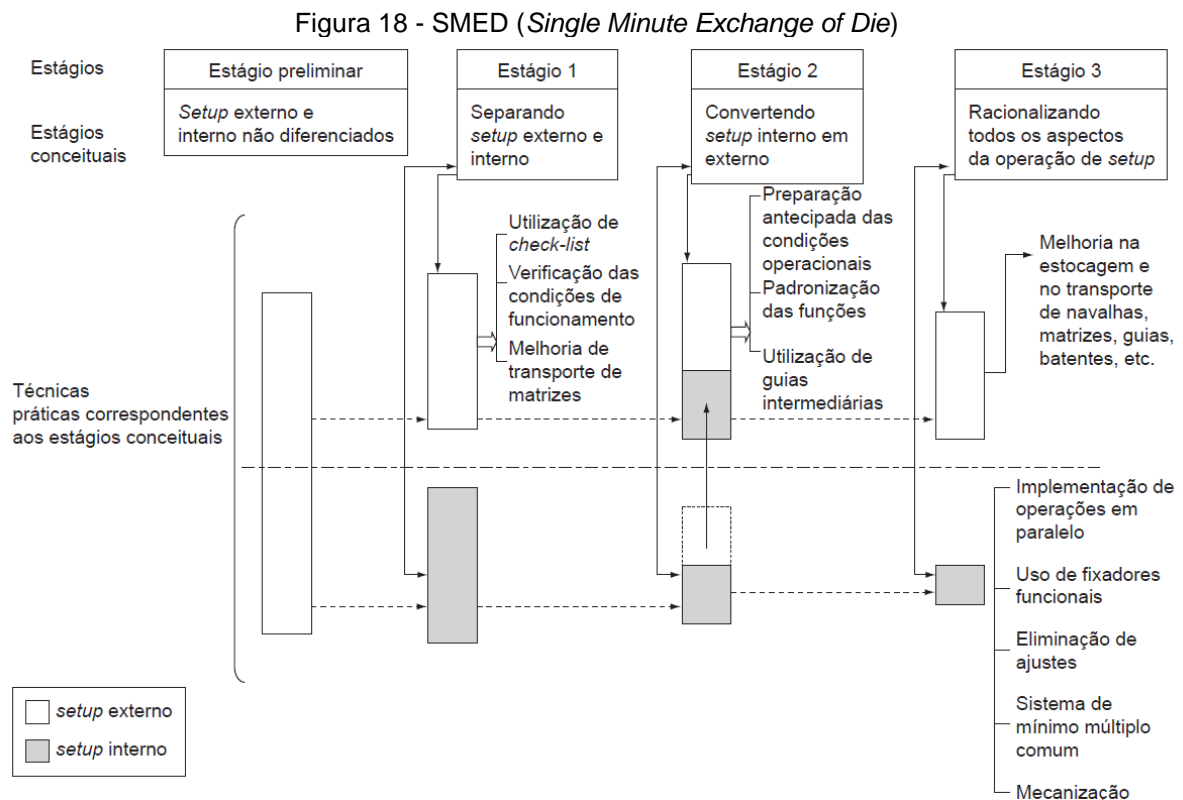 Figura 18 - SMED (Single Minute Exchange of Die)
Estágios
Estágio preliminar
Estágio 1
Estágio 2
Estágio 3
Estágios
conceituais
Setup externo e
interno não diferenciados
Separando
setup externo e
interno
Convertendo
setup interno em
externo
Racionalizando
todos os aspectos
da operação de setup
Técnicas
práticas correspondentes
aos estágios conceituais
Utilização de
check-list
Verificação das
condições de
funcionamento
Melhoria de
transporte de
matrizes
Preparação
antecipada das
condições
operacionais
Padronização
das funções
Utilização de
guias
intermediárias
Melhoria na
estocagem e
no transporte
de navalhas,
matrizes, guias,
batentes, etc.
Implementação de
operações em
paralelo
Uso de fixadores
funcionais
Eliminação de
ajustes
Sistema de
mínimo múltiplo
comum
Mecanização
setup externo
setup interno